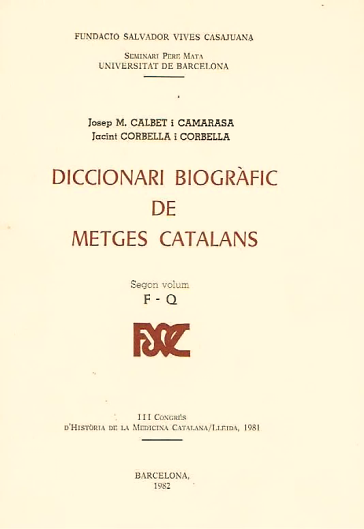 FUNDACIO SALVADOR VIVES CASAJUANA
SEMINARI PERE MATA
UNIVERSITAT DE BARCELONA
Josep M. CALBET i CAMARASA
Jacint CORBELLA i CORBELLA
DICCIONARI BIOGRÀFIC
DE
METGES CATALANS
Segon volum
F - Q
III CONGRÉS
D'HISTÒRIA DE LA MEDICINA CATALANA/LLEIDA, 1981
BARCELONA,
1982